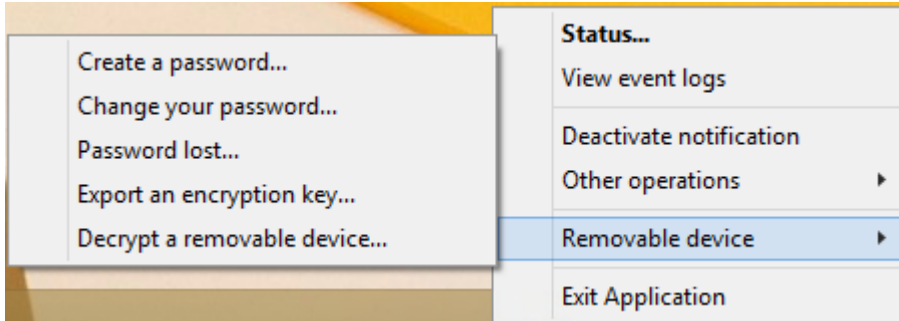 Create a password...
Change your password...
Password lost...
Export an encryption key...
Decrypt a removable device...
Status...
View event logs
Deactivate notification
Other operations
Removable device
Exit Application